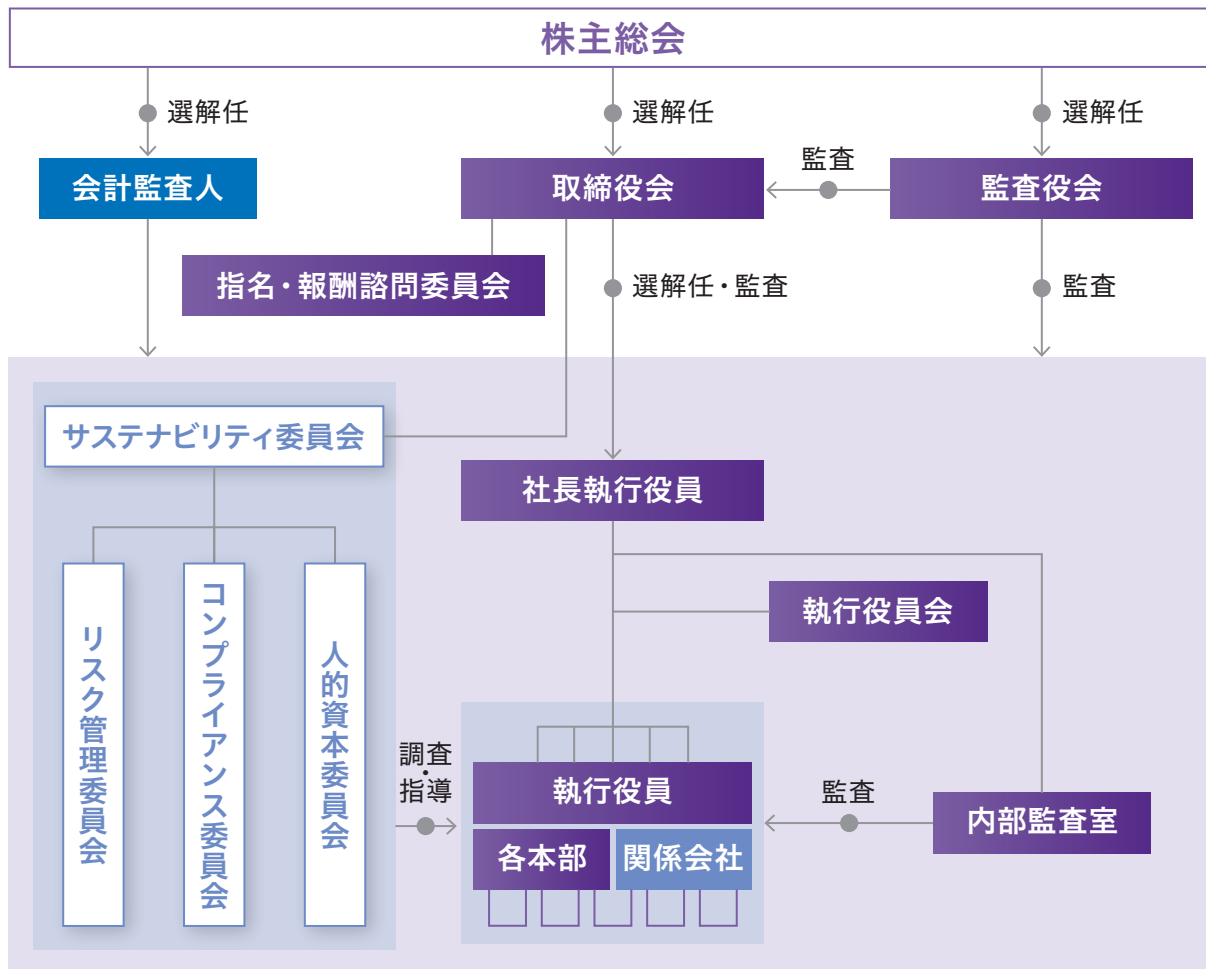 株主総会
選解任
選解任
選解任
会計監査人
取締役会
監査
監査役会
指名・報酬諮問委員会
選解任・監査
監査
サステナビリティ委員会
社長執行役員
リスク管理委員会
コンプライアンス委員会
人的資本委員会
執行役員会
調査
・
指導
執行役員
監査
内部監査室
各本部
関係会社